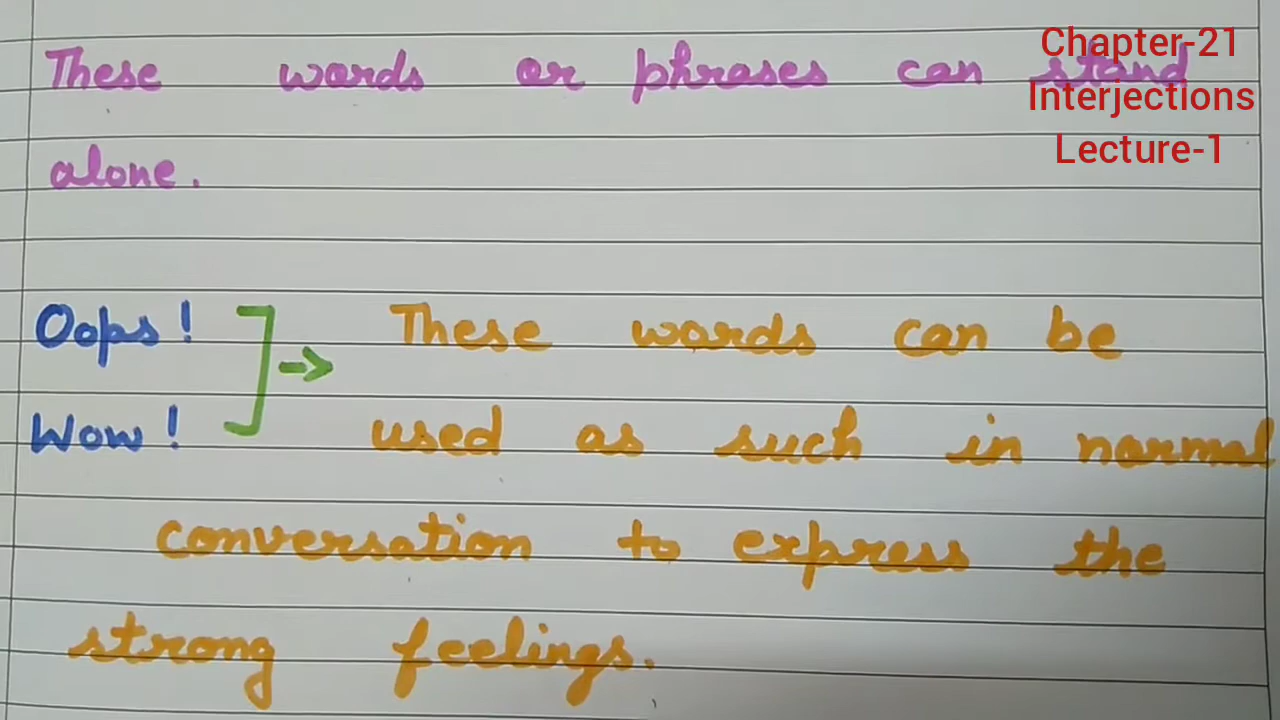 These words or phrases can stand
alone.
Chapter-21
Interjections
Lecture-1
Oops! → These words can be
Wow! used as such in normal
conversation to express the
strong feelings.